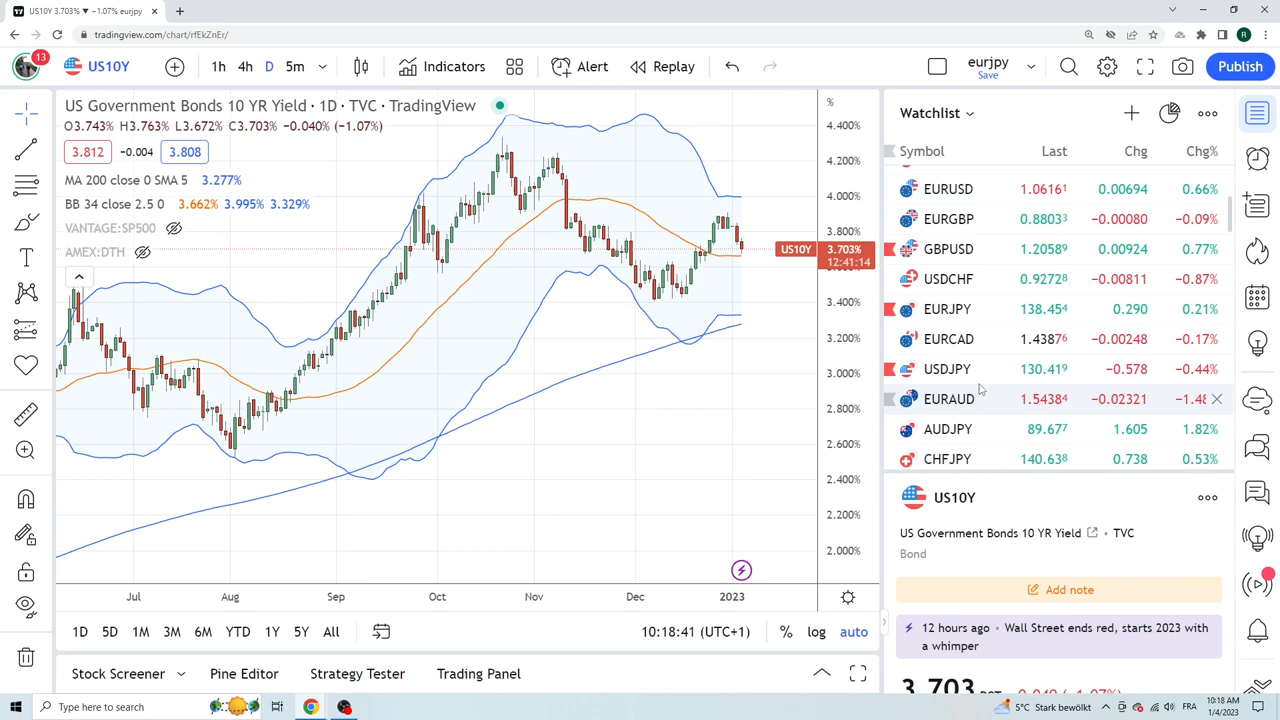 US10Y 3.703% ▼ −1.07% eurjpy
tradingview.com/chart/rfEkZnEr/
R
13
US10Y
1h 4h D 5m
Indicators
Alert
Replay
eurjpy
Save
Publish
US Government Bonds 10 YR Yield · 1D · TVC · TradingView
O3.743% H3.763% L3.672% C3.703% −0.040 (−1.07%)
3.812 −0.004 3.808
MA 200 close 0 SMA 5 3.277%
BB 34 close 2.5 0 3.662% 3.995% 3.329%
VANTAGE:SP500
AMEX:DTH
%
4.400%
4.200%
4.000%
3.800%
US10Y 3.703%
12:41:14
3.400%
3.200%
3.000%
2.800%
2.600%
2.400%
2.200%
2.000%
Jul Aug Sep Oct Nov Dec 2023
1D 5D 1M 3M 6M YTD 1Y 5Y All
10:18:41 (UTC+1) % log auto
Stock Screener Pine Editor Strategy Tester Trading Panel
Watchlist
Symbol Last Chg Chg%
EURUSD 1.06161 0.00694 0.66%
EURGBP 0.88033 −0.00080 −0.09%
GBPUSD 1.20589 0.00924 0.77%
USDCHF 0.92728 −0.00811 −0.87%
EURJPY 138.454 0.290 0.21%
EURCAD 1.43876 −0.00248 −0.17%
USDJPY 130.419 −0.578 −0.44%
EURAUD 1.54384 −0.02321 −1.48
AUDJPY 89.677 1.605 1.82%
CHFJPY 140.638 0.738 0.53%
US10Y
US Government Bonds 10 YR Yield • TVC
Bond
Add note
12 hours ago • Wall Street ends red, starts 2023 with
a whimper
3.703 −0.040 (−1.07%)
Type here to search
5°C Stark bewölkt
FRA
10:18 AM
1/4/2023